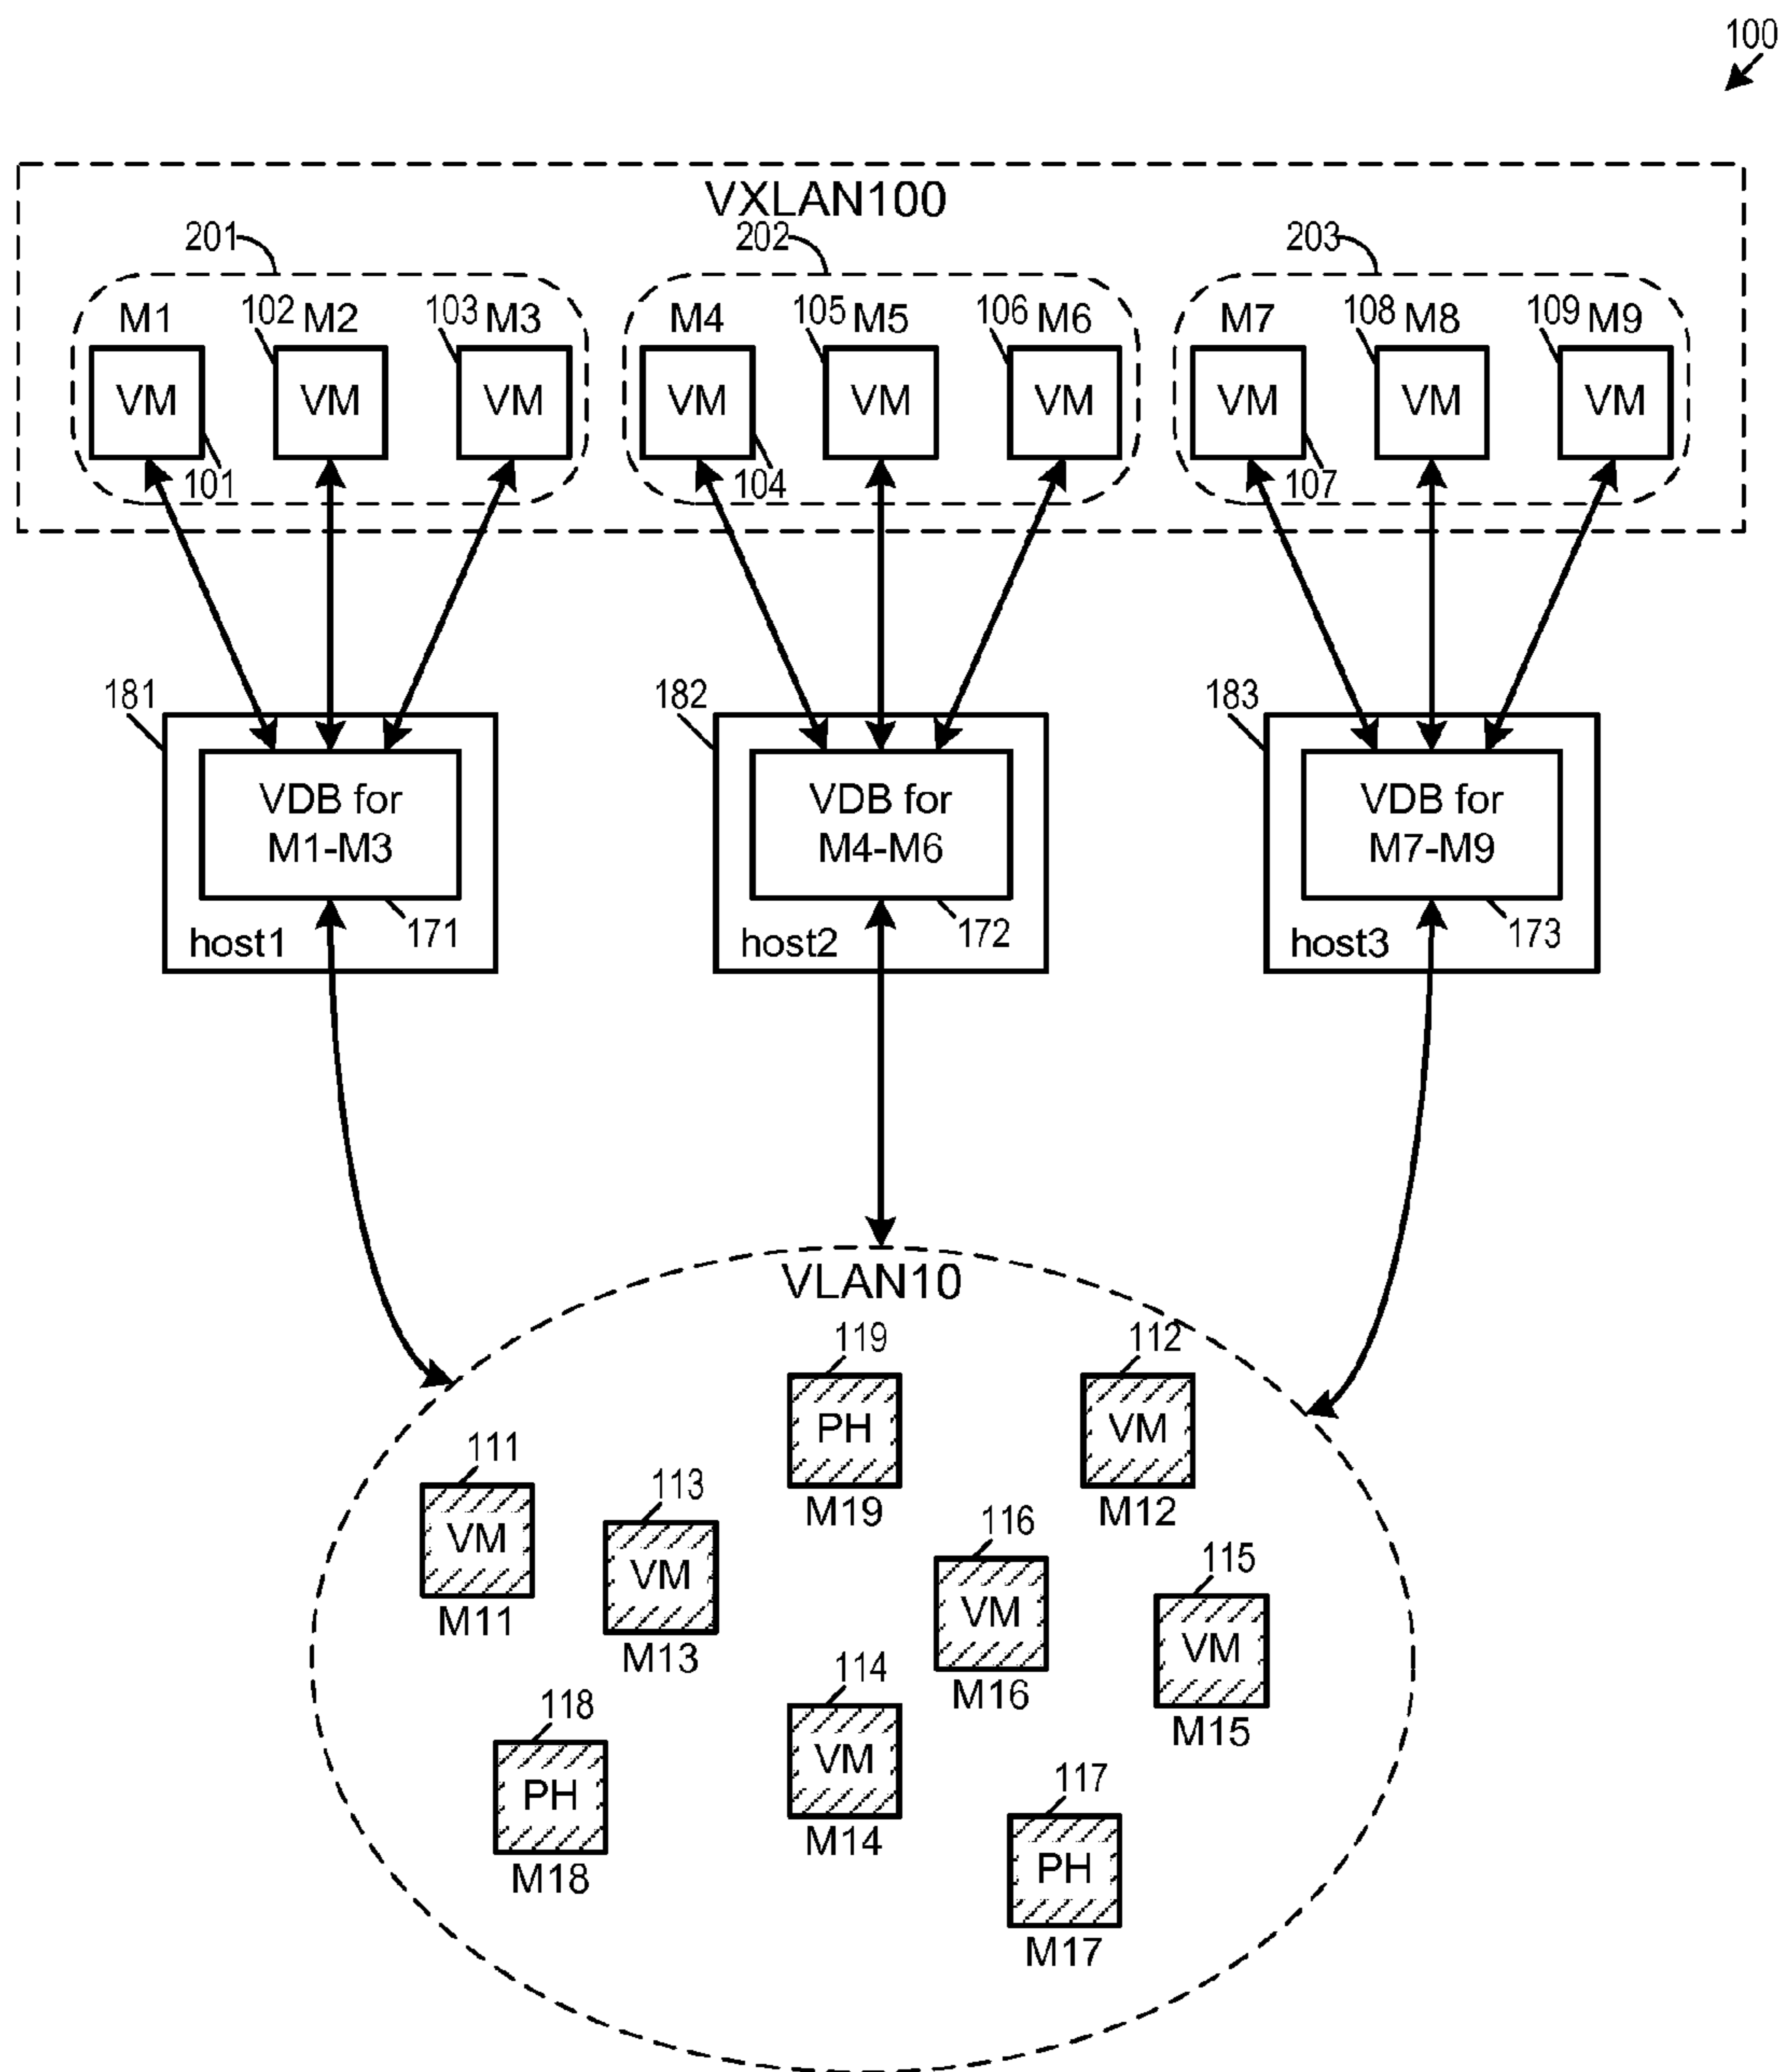 100
VXLAN100
201 202 203
M1 102 M2 103 M3 M4 105 M5 106 M6 M7 108 M8 109 M9
VM VM VM VM VM VM VM VM VM
101 104 107
181 182 183
VDB for
M1-M3
VDB for
M4-M6
VDB for
M7-M9
host1 171 host2 172 host3 173
VLAN10
119 112
PH VM
M19 M12
111
VM
M11
113
VM
M13
116
VM
M16
115
VM
M15
114
VM
M14
118
PH
M18
117
PH
M17